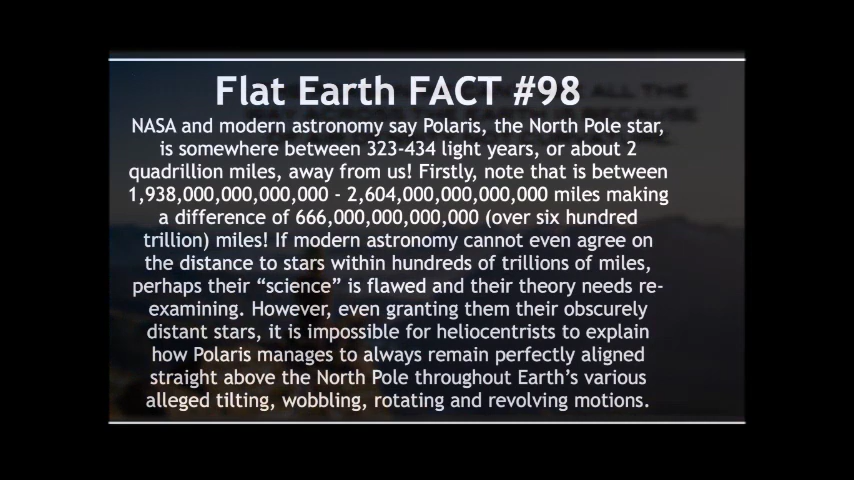 Flat Earth FACT #98
NASA and modern astronomy say Polaris, the North Pole star,
is somewhere between 323-434 light years, or about 2
quadrillion miles, away from us! Firstly, note that is between
1,938,000,000,000,000 - 2,604,000,000,000,000 miles making
a difference of 666,000,000,000,000 (over six hundred
trillion) miles! If modern astronomy cannot even agree on
the distance to stars within hundreds of trillions of miles,
perhaps their “science” is flawed and their theory needs re-
examining. However, even granting them their obscurely
distant stars, it is impossible for heliocentrists to explain
how Polaris manages to always remain perfectly aligned
straight above the North Pole throughout Earth’s various
alleged tilting, wobbling, rotating and revolving motions.